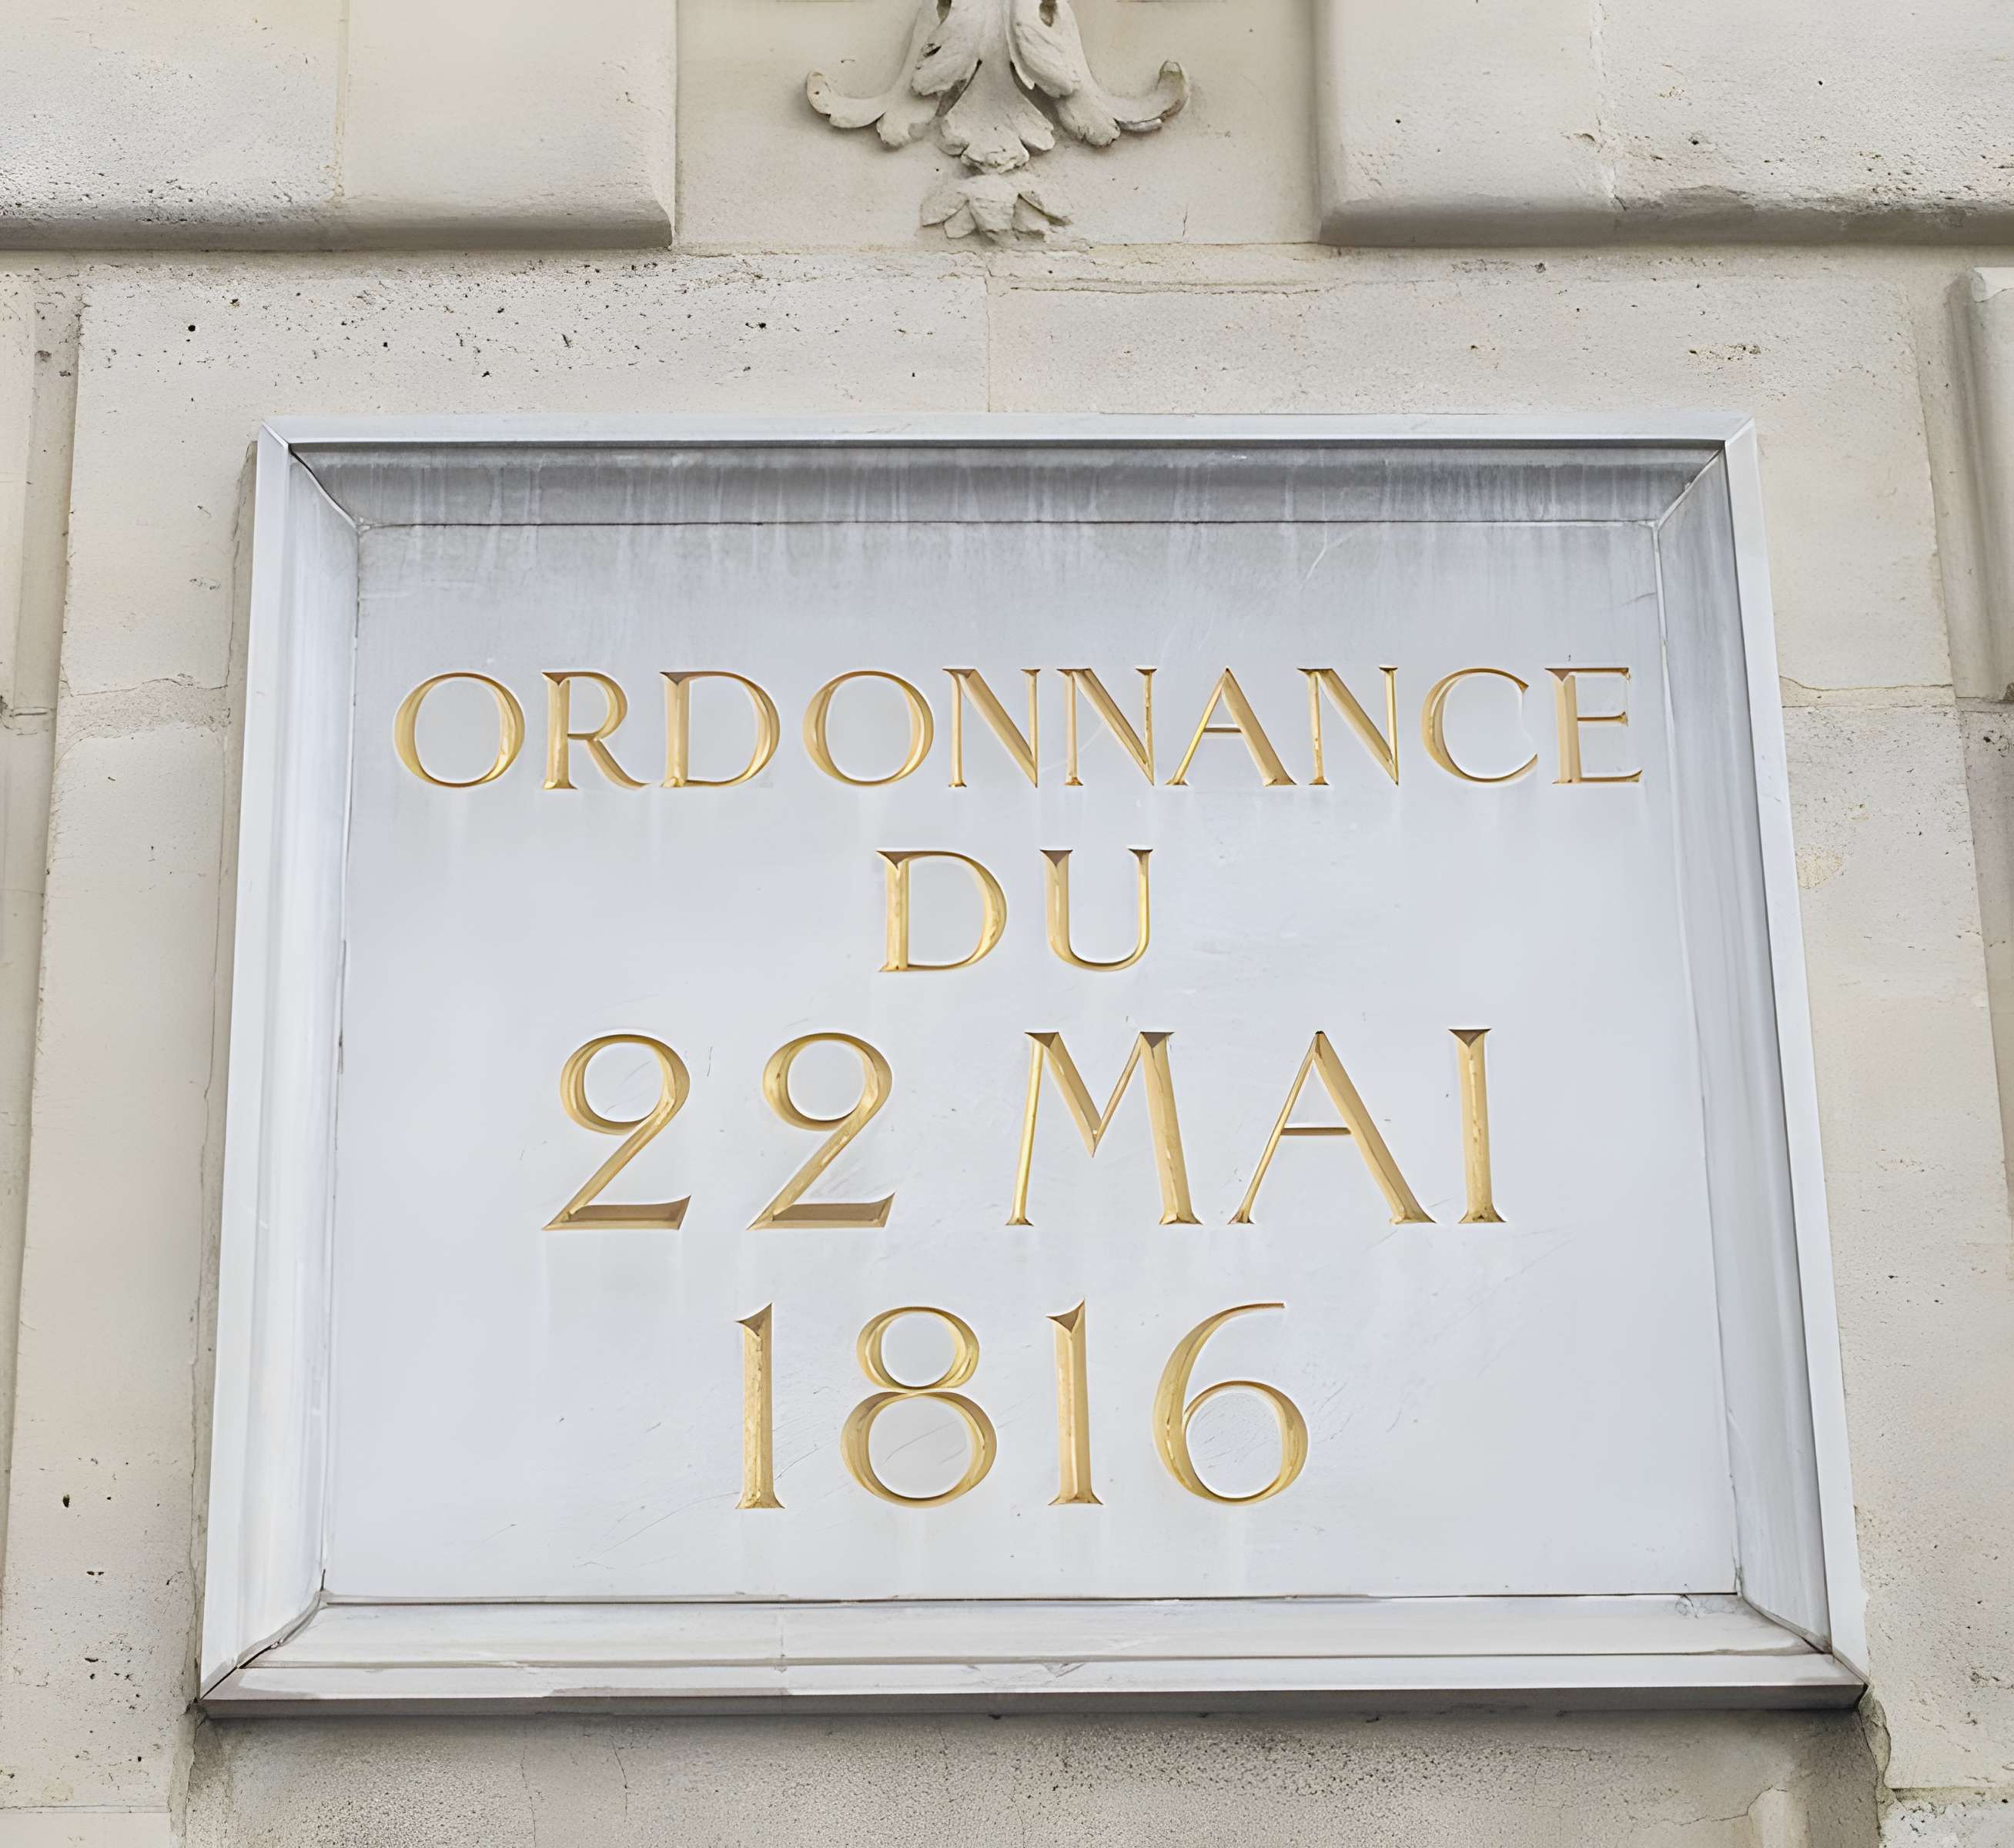 ORDONNANCE
DU
22 MAI
1816